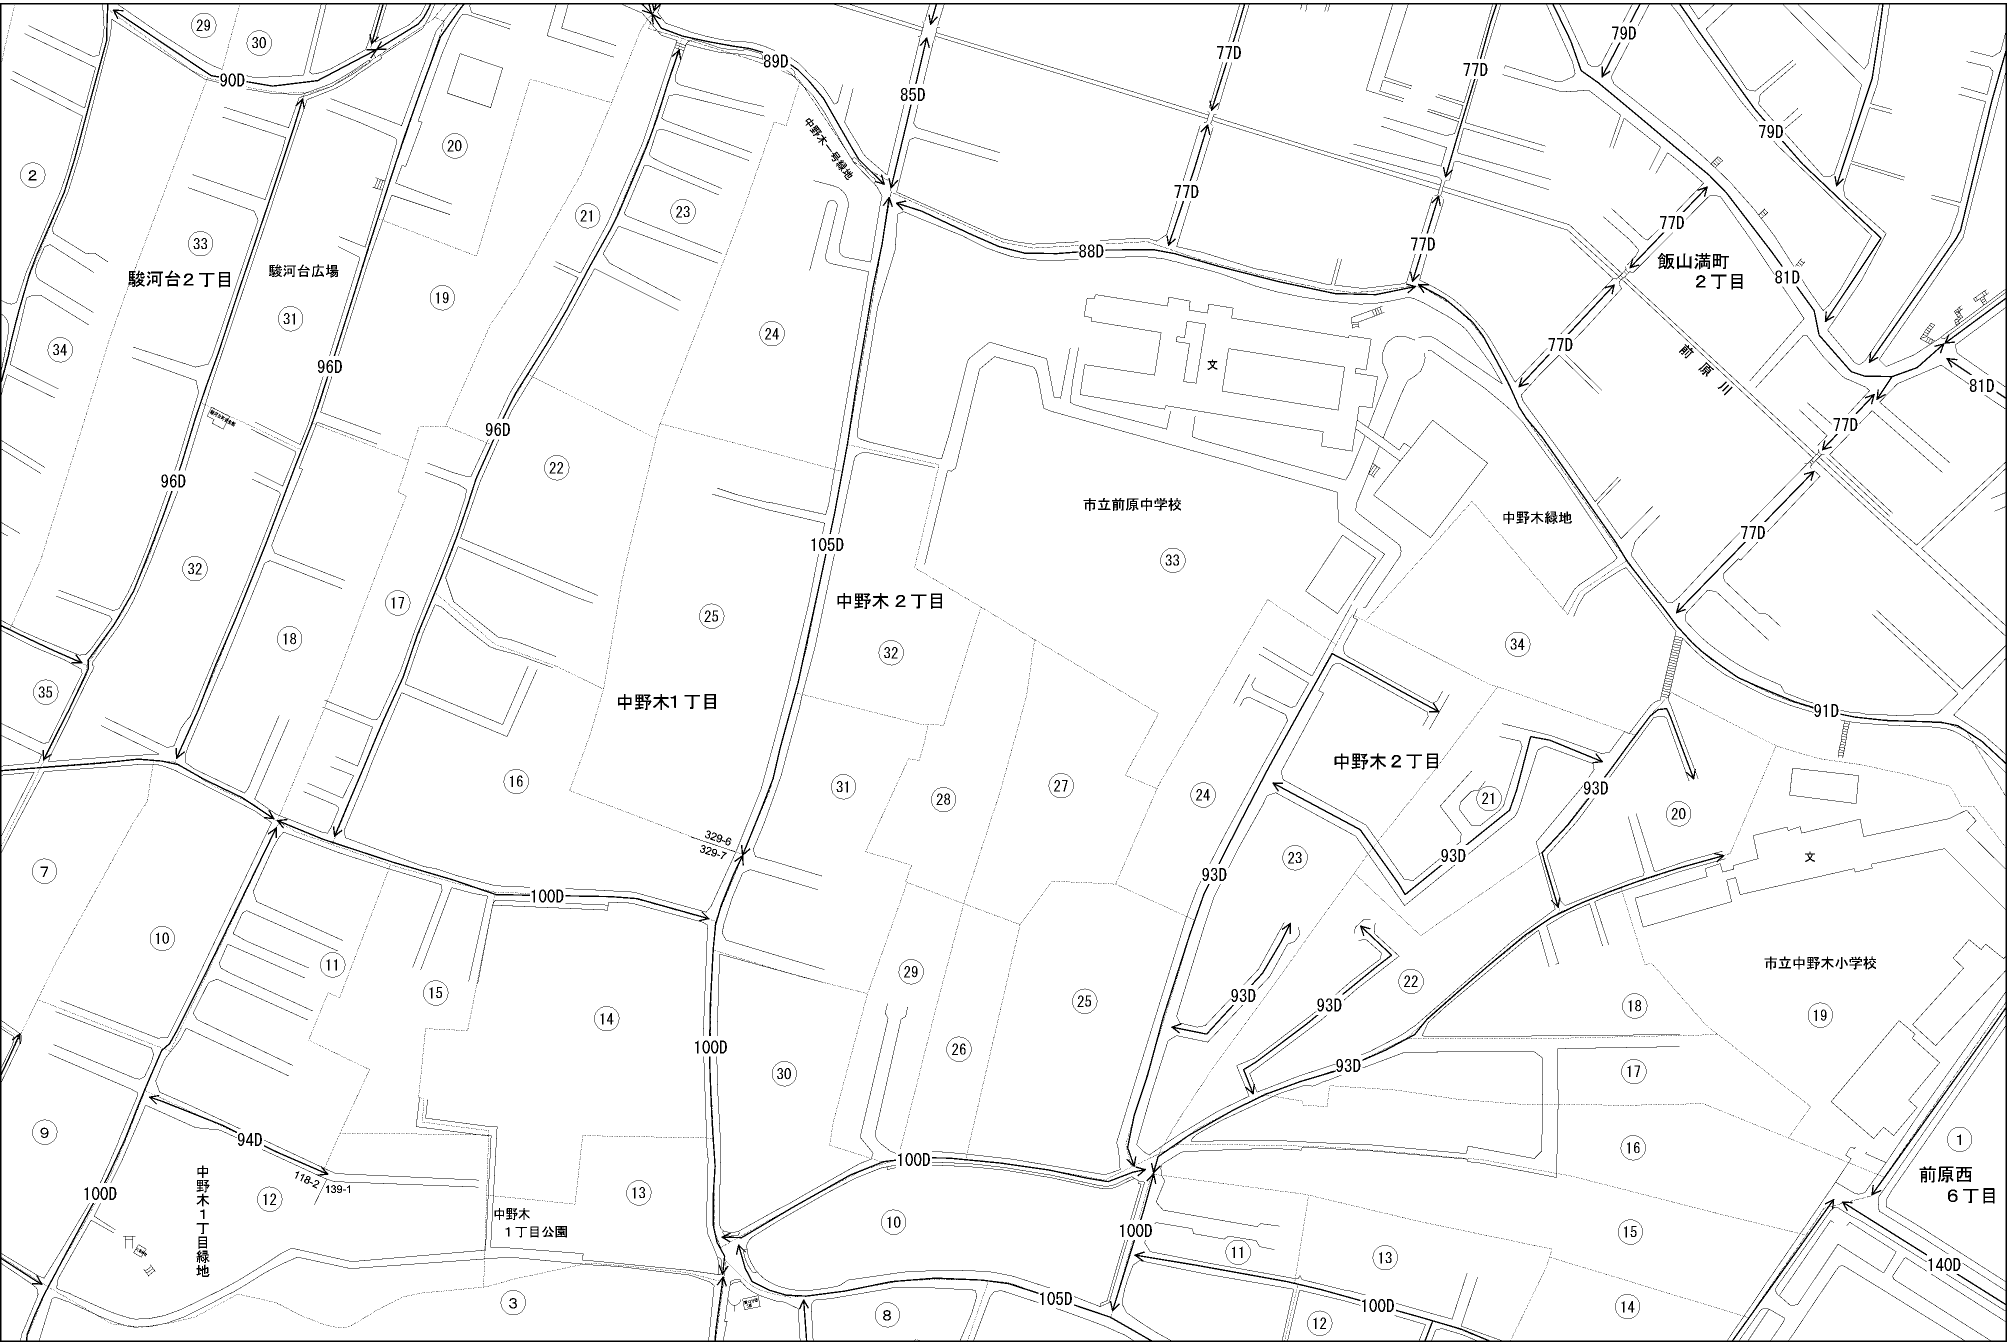 29
30
90D
89D
77D
77D
79D
85D
79D
20
中野木一号緑地
2
77D
77D
21
23
33
駿河台2丁目
駿河台広場
88D
77D
飯山満町
2丁目
81D
19
31
24
34
96D
77D
前原川
文
81D
77D
96D
22
96D
市立前原中学校
中野木緑地
77D
105D
33
32
17
中野木2丁目
18
25
32
34
35
中野木1丁目
91D
中野木2丁目
16
31
28
27
24
21
93D
20
329-6
329-7
7
23
93D
文
93D
100D
10
11
29
22
市立中野木小学校
15
14
25
93D
93D
18
19
100D
26
30
93D
17
9
94D
1
16
100D
118-2
139-1
中野木1丁目緑地
12
13
前原西
6丁目
中野木
1丁目公園
10
100D
11
13
15
140D
3
105D
100D
8
12
14